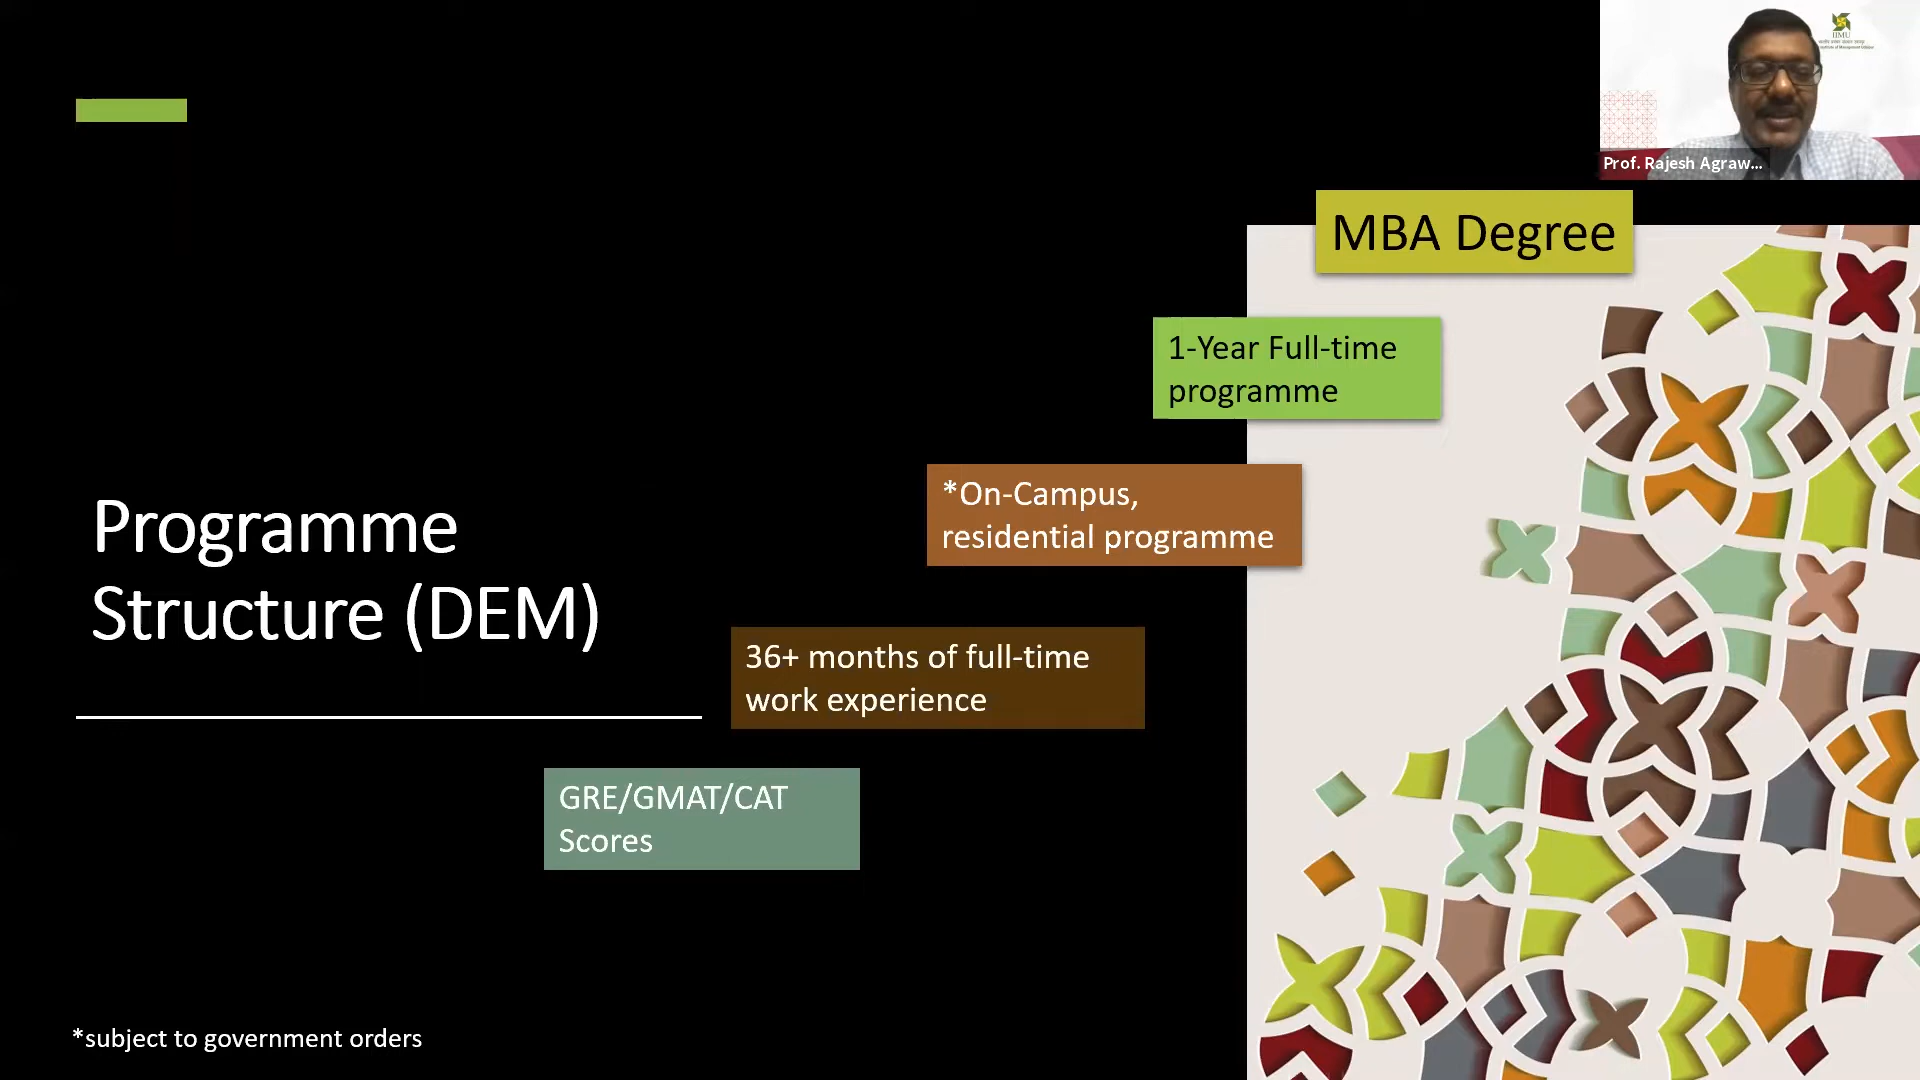 IIMU
Prof. Rajesh Agraw...
MBA Degree
1-Year Full-time
programme
*On-Campus,
residential programme
Programme
Structure (DEM)
36+ months of full-time
work experience
GRE/GMAT/CAT
Scores
*subject to government orders